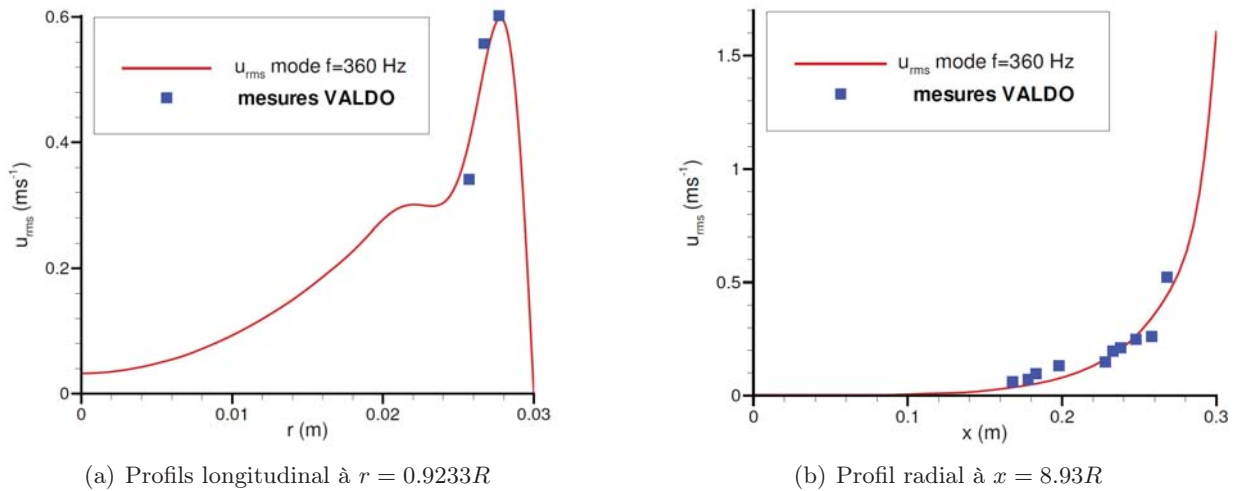 0.6
0.4
0.2
0
u_rms (ms⁻¹)
u_rms mode f=360 Hz
mesures VALDO
0
0.01
0.02
0.03
r (m)
(a) Profils longitudinal à r = 0.9233R
1.5
1
0.5
0
u_rms (ms⁻¹)
u_rms mode f=360 Hz
mesures VALDO
0
0.1
0.2
0.3
x (m)
(b) Profil radial à x = 8.93R